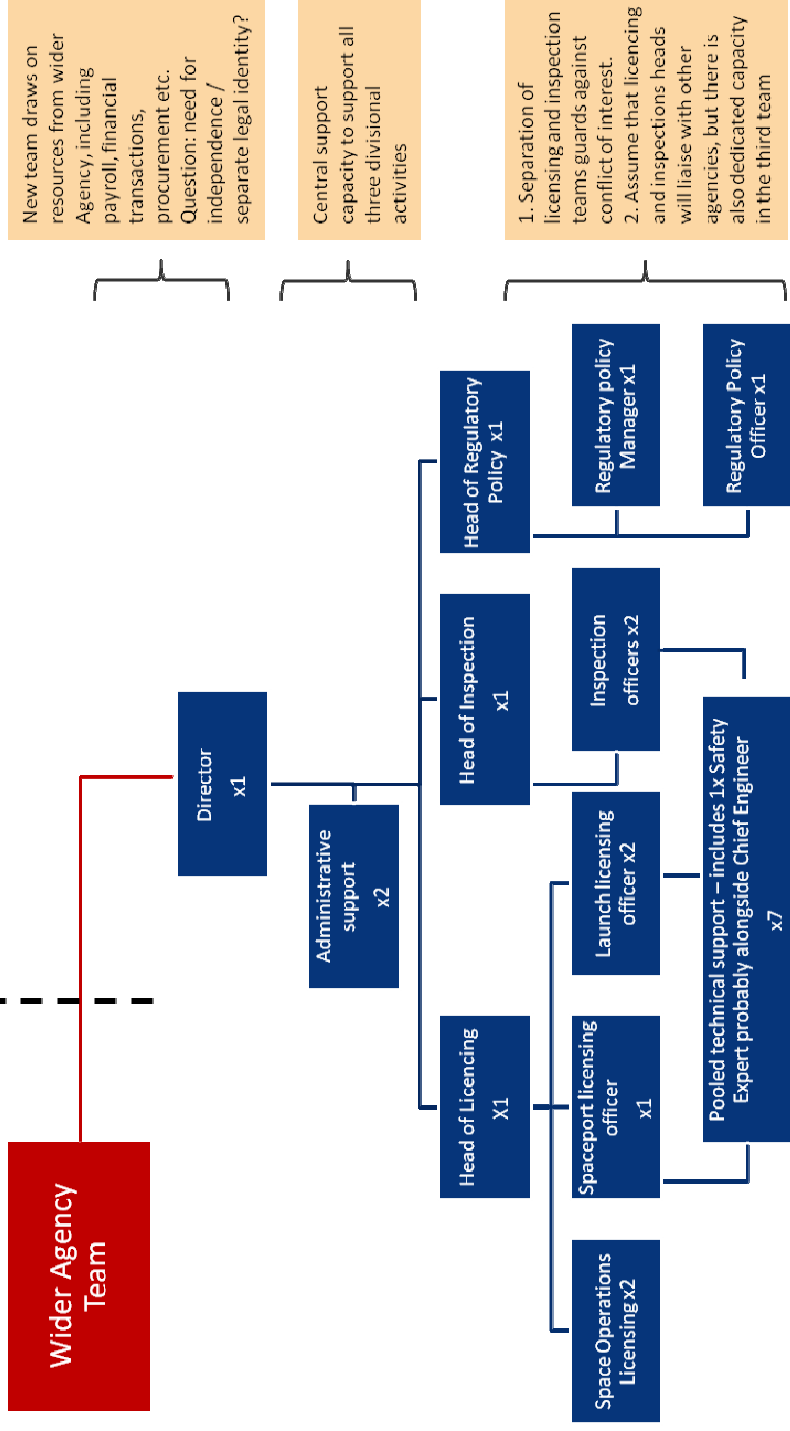 Wider Agency
Team
Director
x1
New team draws on
resources from wider
Agency, including
payroll, financial
transactions,
procurement etc.
Question: need for
independence /
separate legal identity?
Administrative
support
x2
Central support
capacity to support all
three divisional
activities
Head of Licencing
X1
Head of Inspection
x1
Head of Regulatory
Policy x1
Space Operations
Licensing x2
Spaceport licensing
officer
x1
Launch licensing
officer x2
Inspection
officers x2
Regulatory policy
Manager x1
Pooled technical support – includes 1x Safety
Expert probably alongside Chief Engineer
x7
Regulatory Policy
Officer x1
1. Separation of
licensing and inspection
teams guards against
conflict of interest.
2. Assume that licencing
and inspections heads
will liaise with other
agencies, but there is
also dedicated capacity
in the third team